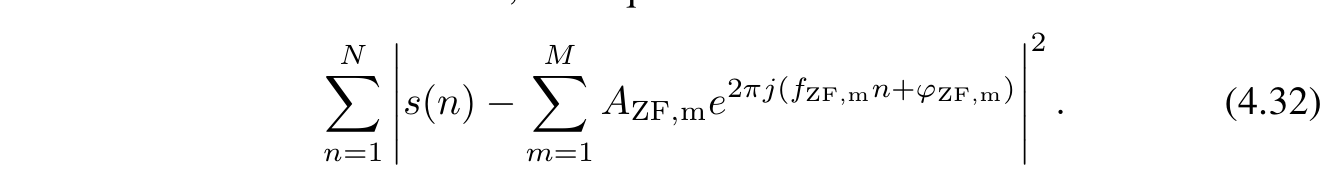 \sum_{n=1}^{N} \left| s(n) - \sum_{m=1}^{M} A_{\mathrm{ZF,m}} e^{2\pi j (f_{\mathrm{ZF,m}} n + \varphi_{\mathrm{ZF,m}})} \right|^2 . (4.32)